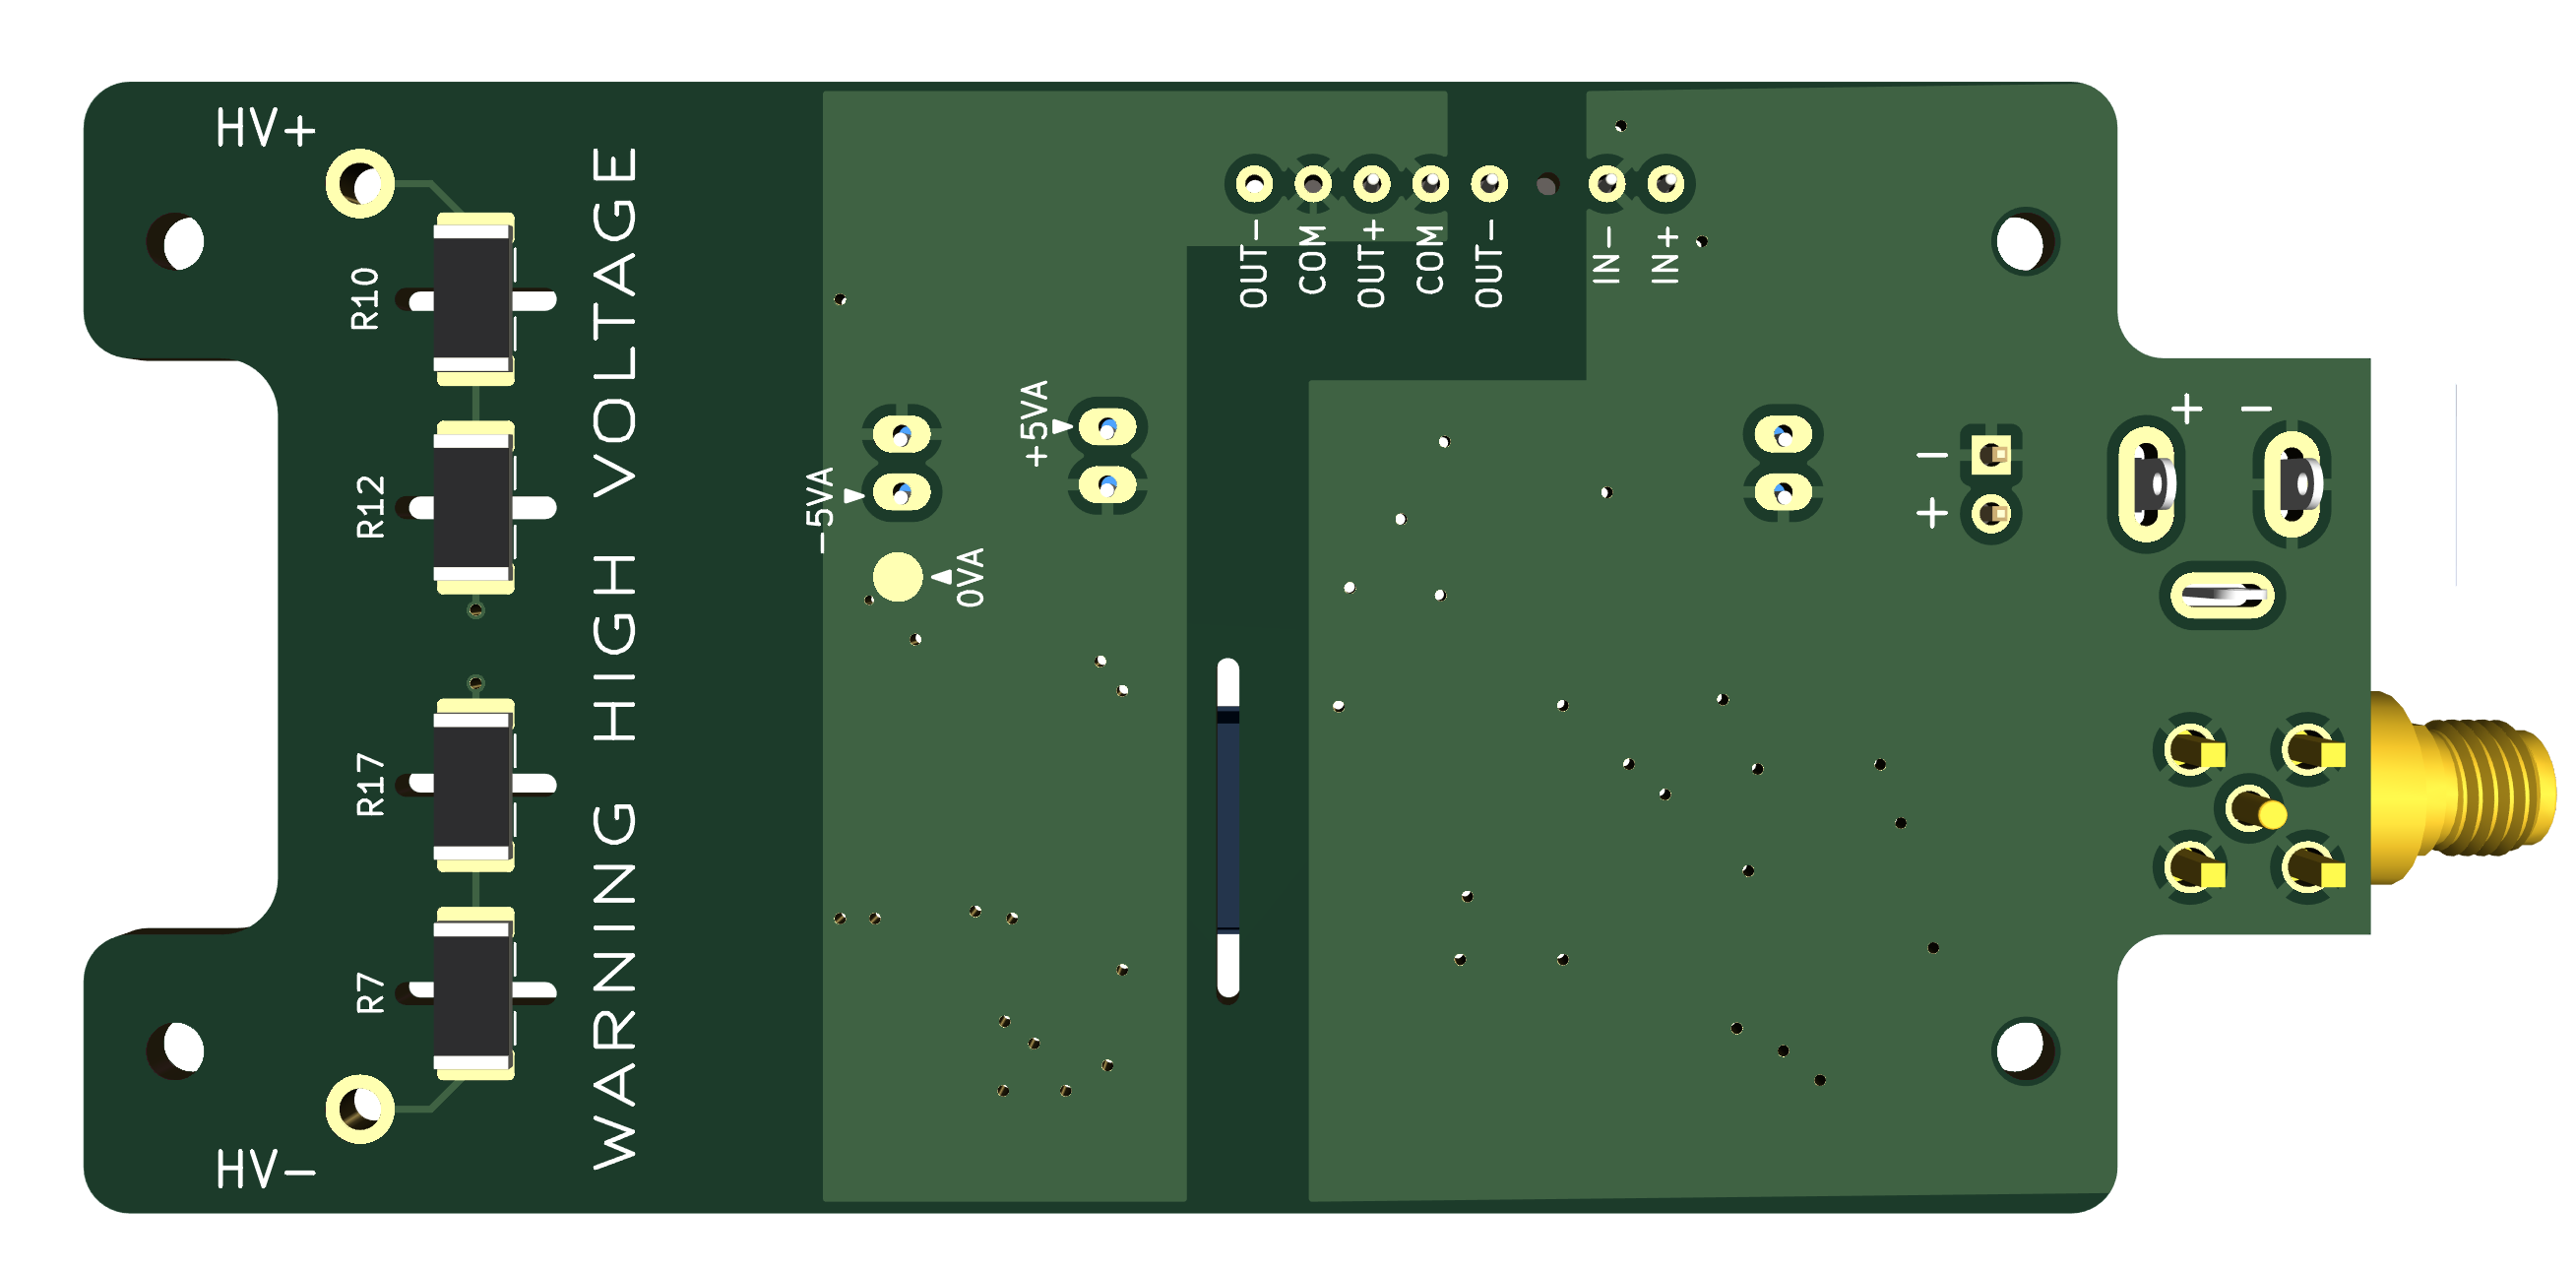 HV+
R10
R12
R17
R7
HV-
WARNING HIGH VOLTAGE
-5VA
+5VA
0VA
OUT-
COM
OUT+
COM
OUT-
IN-
IN+
-
+
+ -